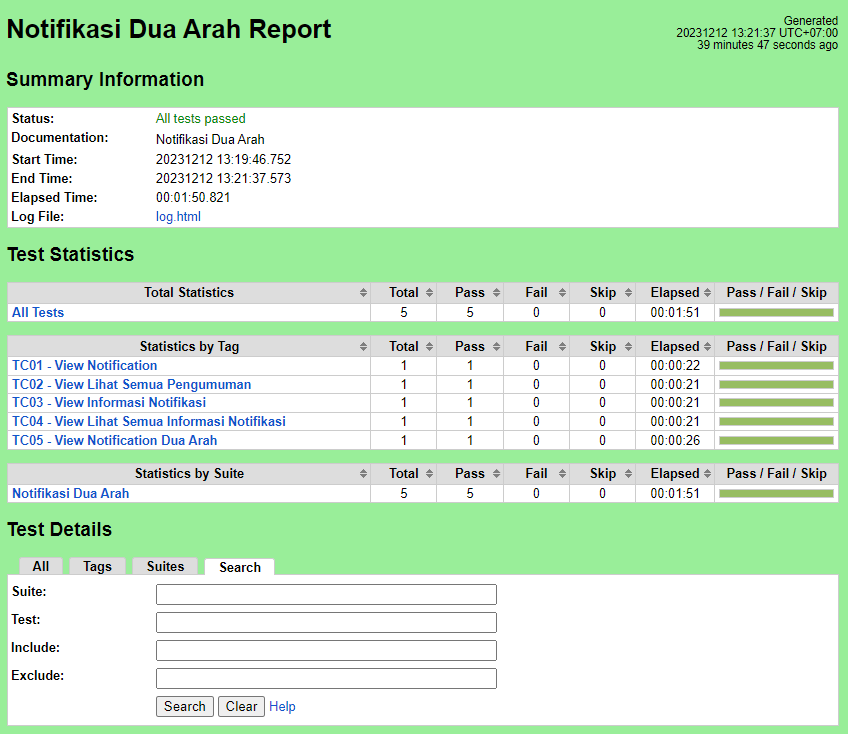 Notifikasi Dua Arah Report
Generated
20231212 13:21:37 UTC+07:00
39 minutes 47 seconds ago
Summary Information
Status: All tests passed
Documentation: Notifikasi Dua Arah
Start Time: 20231212 13:19:46.752
End Time: 20231212 13:21:37.573
Elapsed Time: 00:01:50.821
Log File: log.html
Test Statistics
Total Statistics Total Pass Fail Skip Elapsed Pass / Fail / Skip
All Tests 5 5 0 0 00:01:51
Statistics by Tag Total Pass Fail Skip Elapsed Pass / Fail / Skip
TC01 - View Notification 1 1 0 0 00:00:22
TC02 - View Lihat Semua Pengumuman 1 1 0 0 00:00:21
TC03 - View Informasi Notifikasi 1 1 0 0 00:00:21
TC04 - View Lihat Semua Informasi Notifikasi 1 1 0 0 00:00:21
TC05 - View Notification Dua Arah 1 1 0 0 00:00:26
Statistics by Suite Total Pass Fail Skip Elapsed Pass / Fail / Skip
Notifikasi Dua Arah 5 5 0 0 00:01:51
Test Details
All Tags Suites Search
Suite:
Test:
Include:
Exclude:
Search Clear Help